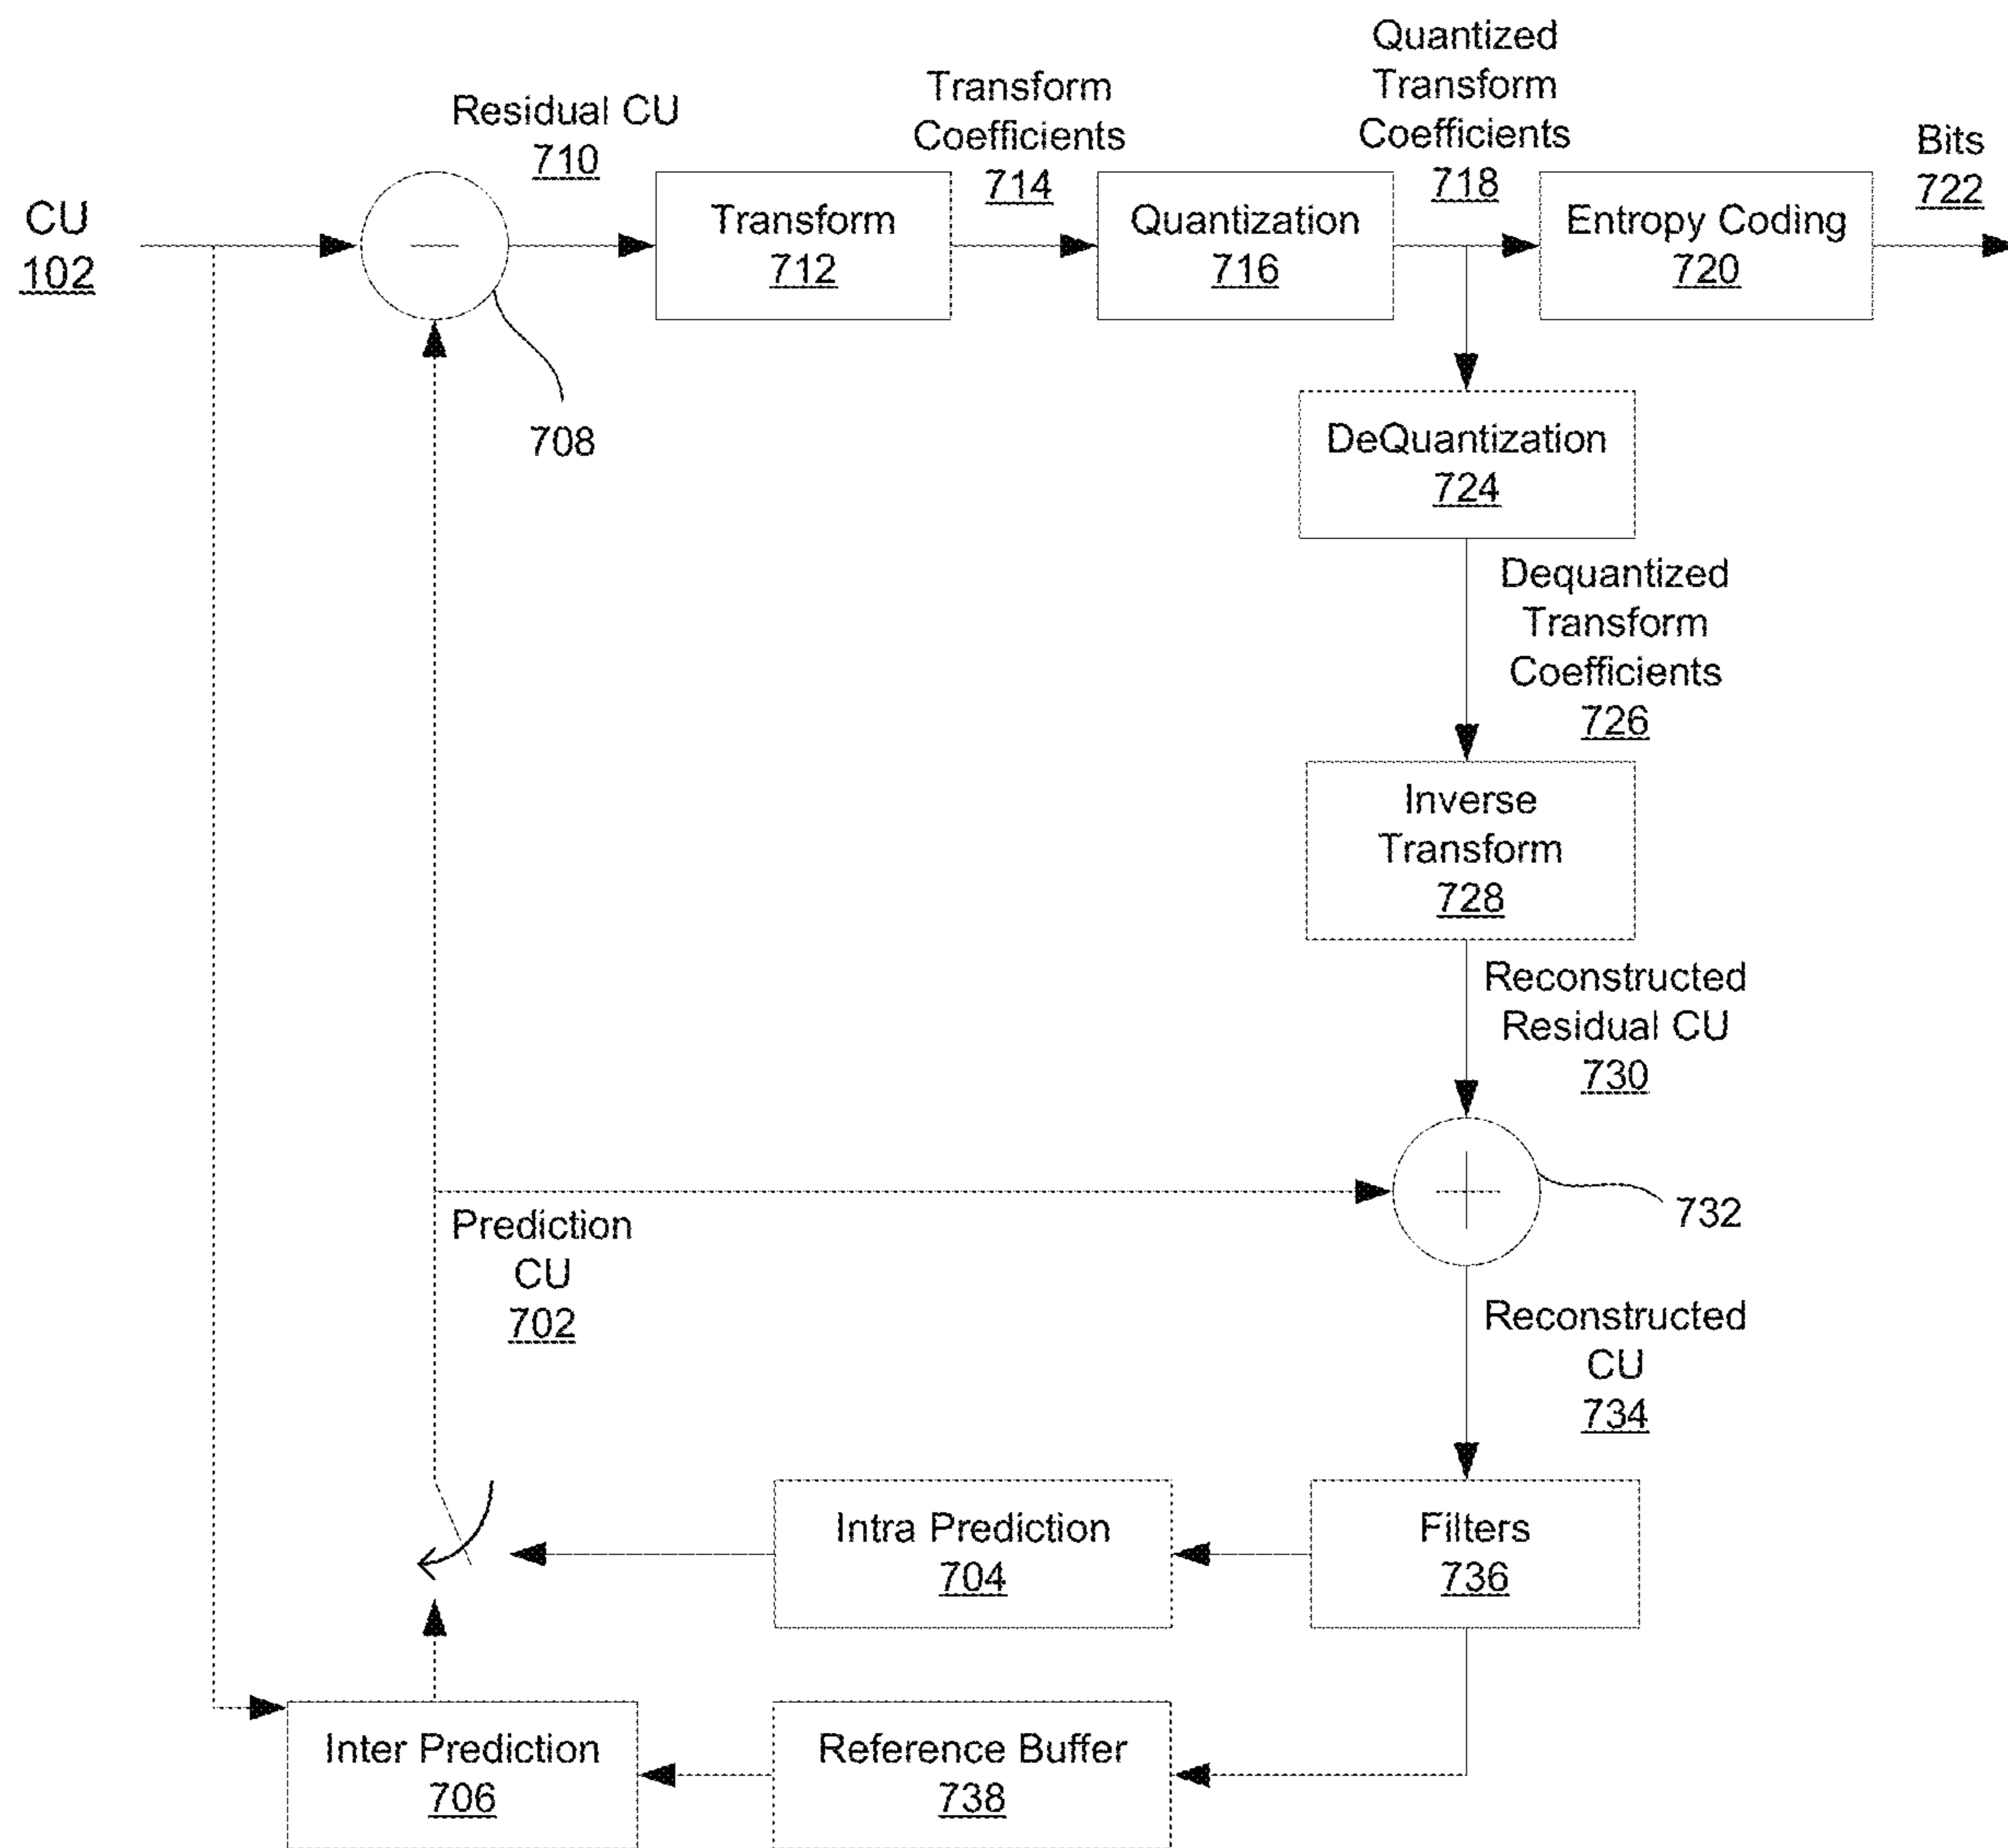 CU
102
Residual CU
710
Transform
Coefficients
714
Quantized
Transform
Coefficients
718
Bits
722
Transform
712
Quantization
716
Entropy Coding
720
708
DeQuantization
724
Dequantized
Transform
Coefficients
726
Inverse
Transform
728
Reconstructed
Residual CU
730
732
Prediction
CU
702
Reconstructed
CU
734
Intra Prediction
704
Filters
736
Inter Prediction
706
Reference Buffer
738